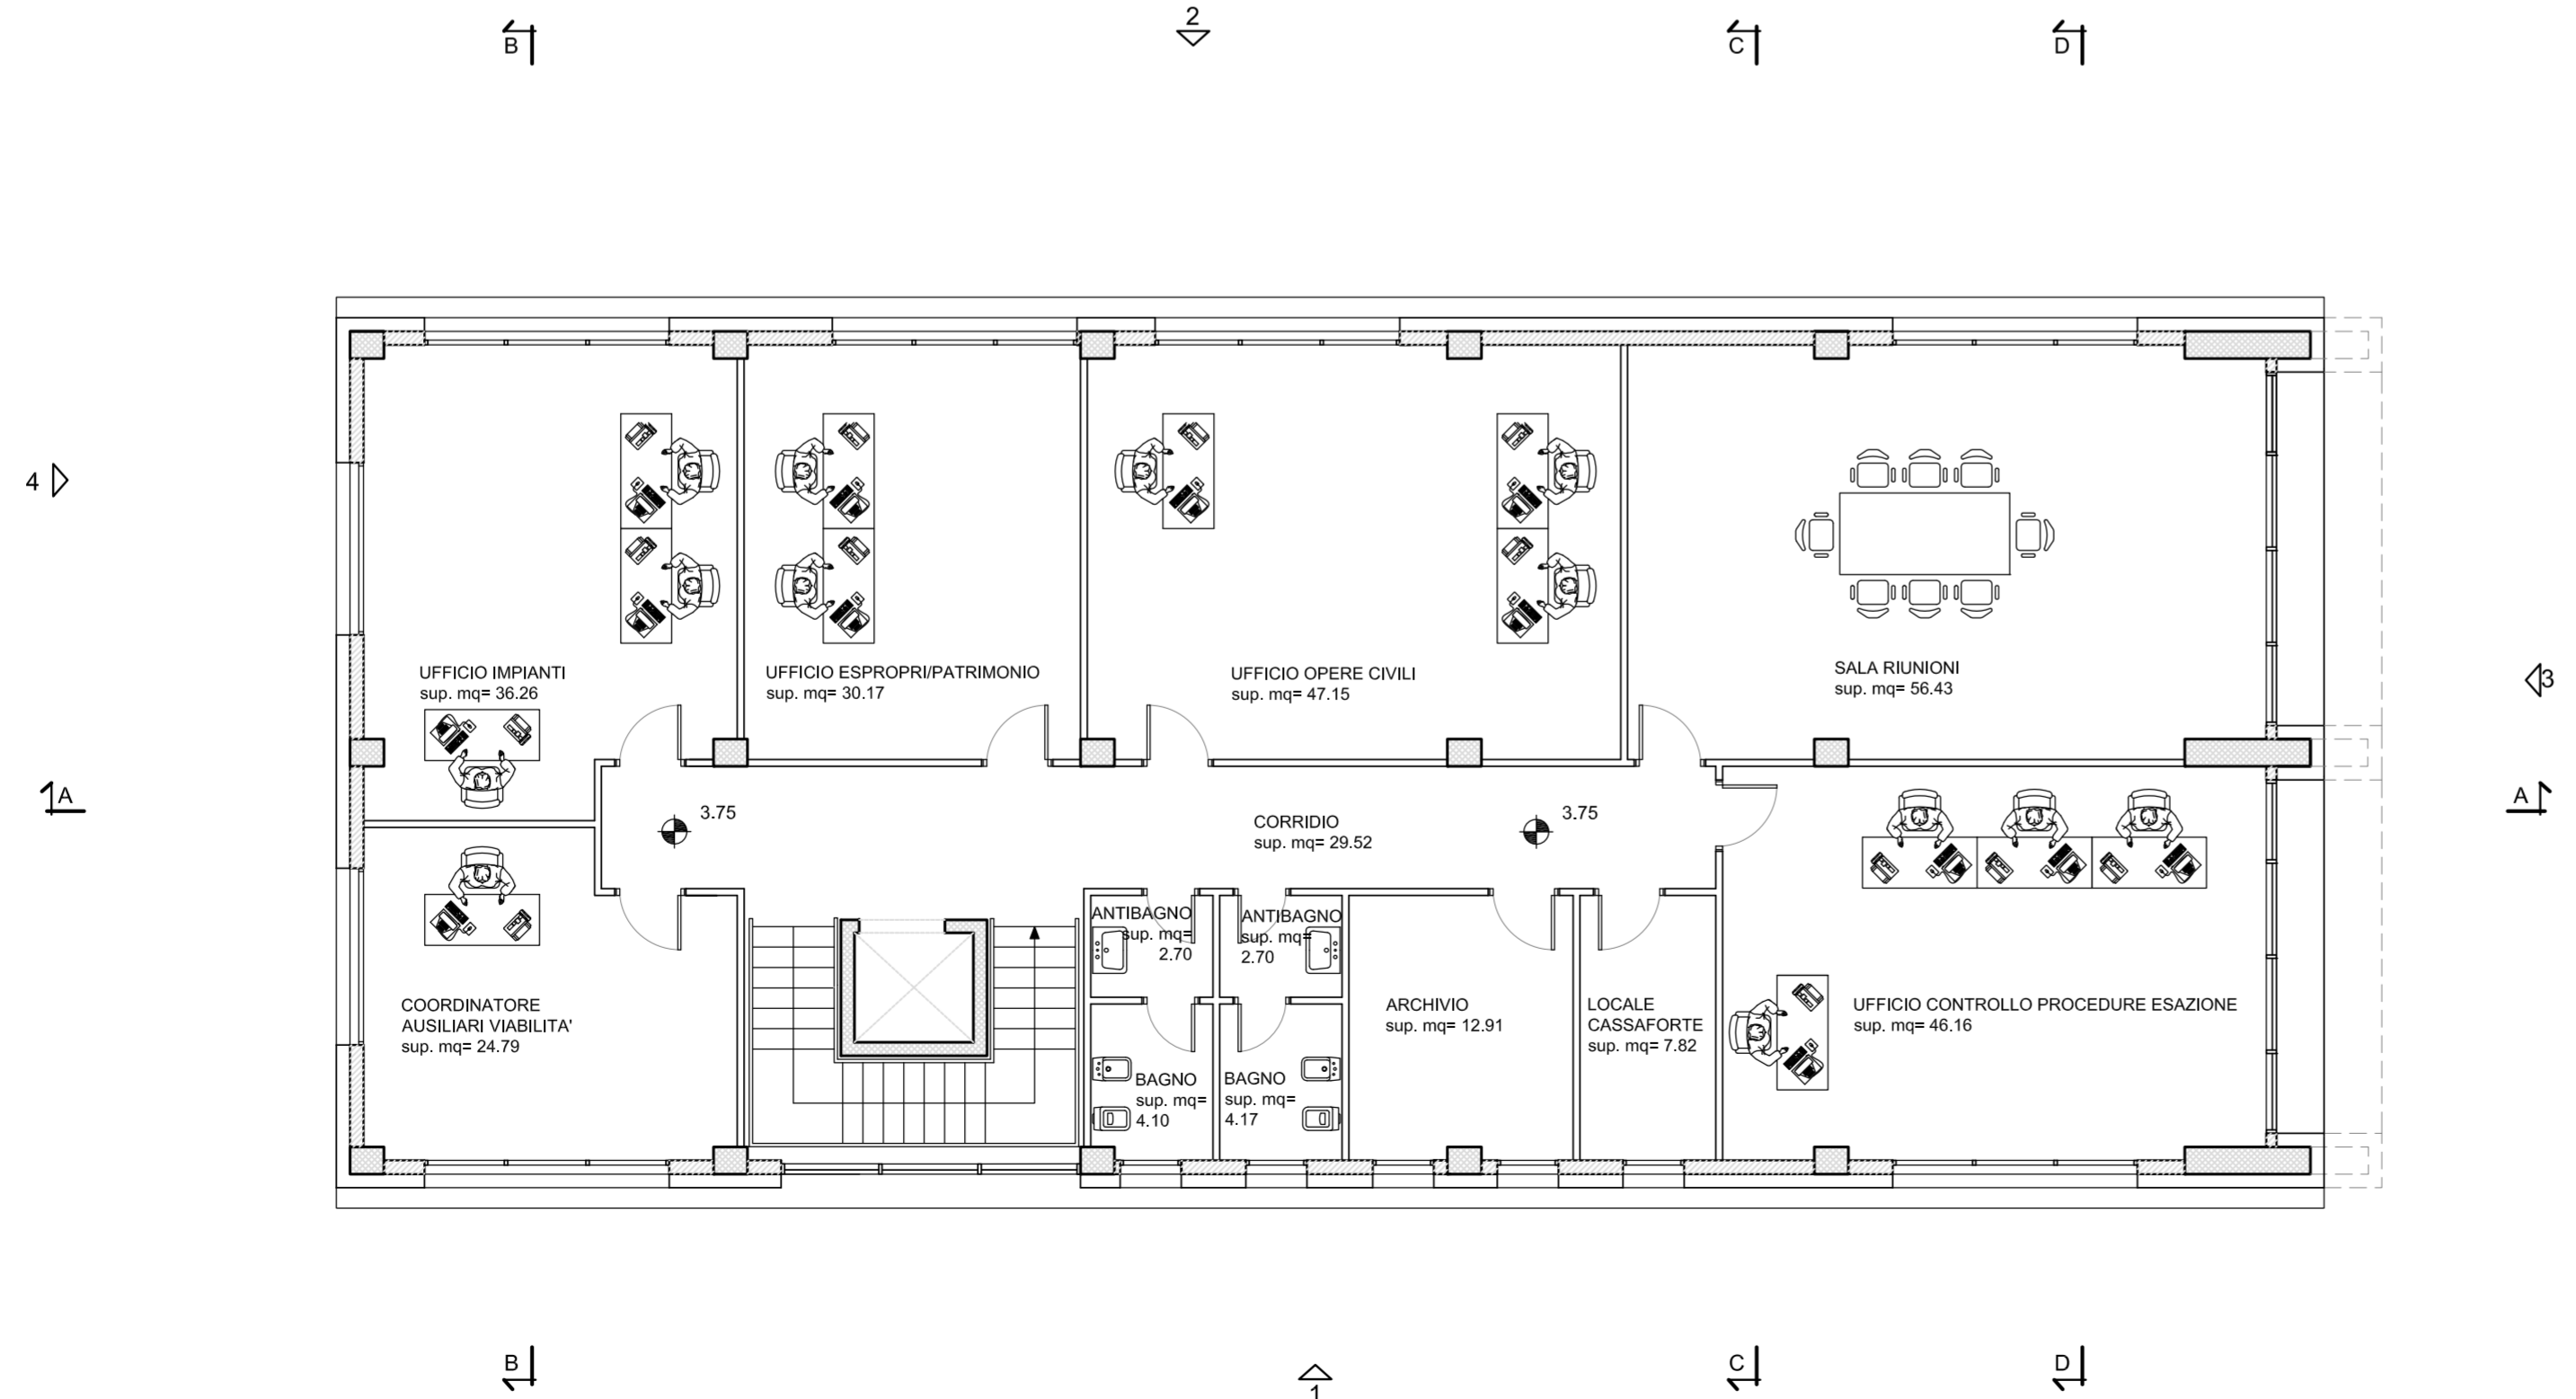 2
B
C
D
4
UFFICIO IMPIANTI
sup. mq= 36.26
UFFICIO ESPROPRI/PATRIMONIO
sup. mq= 30.17
UFFICIO OPERE CIVILI
sup. mq= 47.15
SALA RIUNIONI
sup. mq= 56.43
3
A
3.75
CORRIDIO
sup. mq= 29.52
3.75
A
ANTIBAGNO
sup. mq=
2.70
ANTIBAGNO
sup. mq=
2.70
COORDINATORE
AUSILIARI VIABILITA'
sup. mq= 24.79
ARCHIVIO
sup. mq= 12.91
LOCALE
CASSAFORTE
sup. mq= 7.82
UFFICIO CONTROLLO PROCEDURE ESAZIONE
sup. mq= 46.16
BAGNO
sup. mq=
4.10
BAGNO
sup. mq=
4.17
B
1
C
D